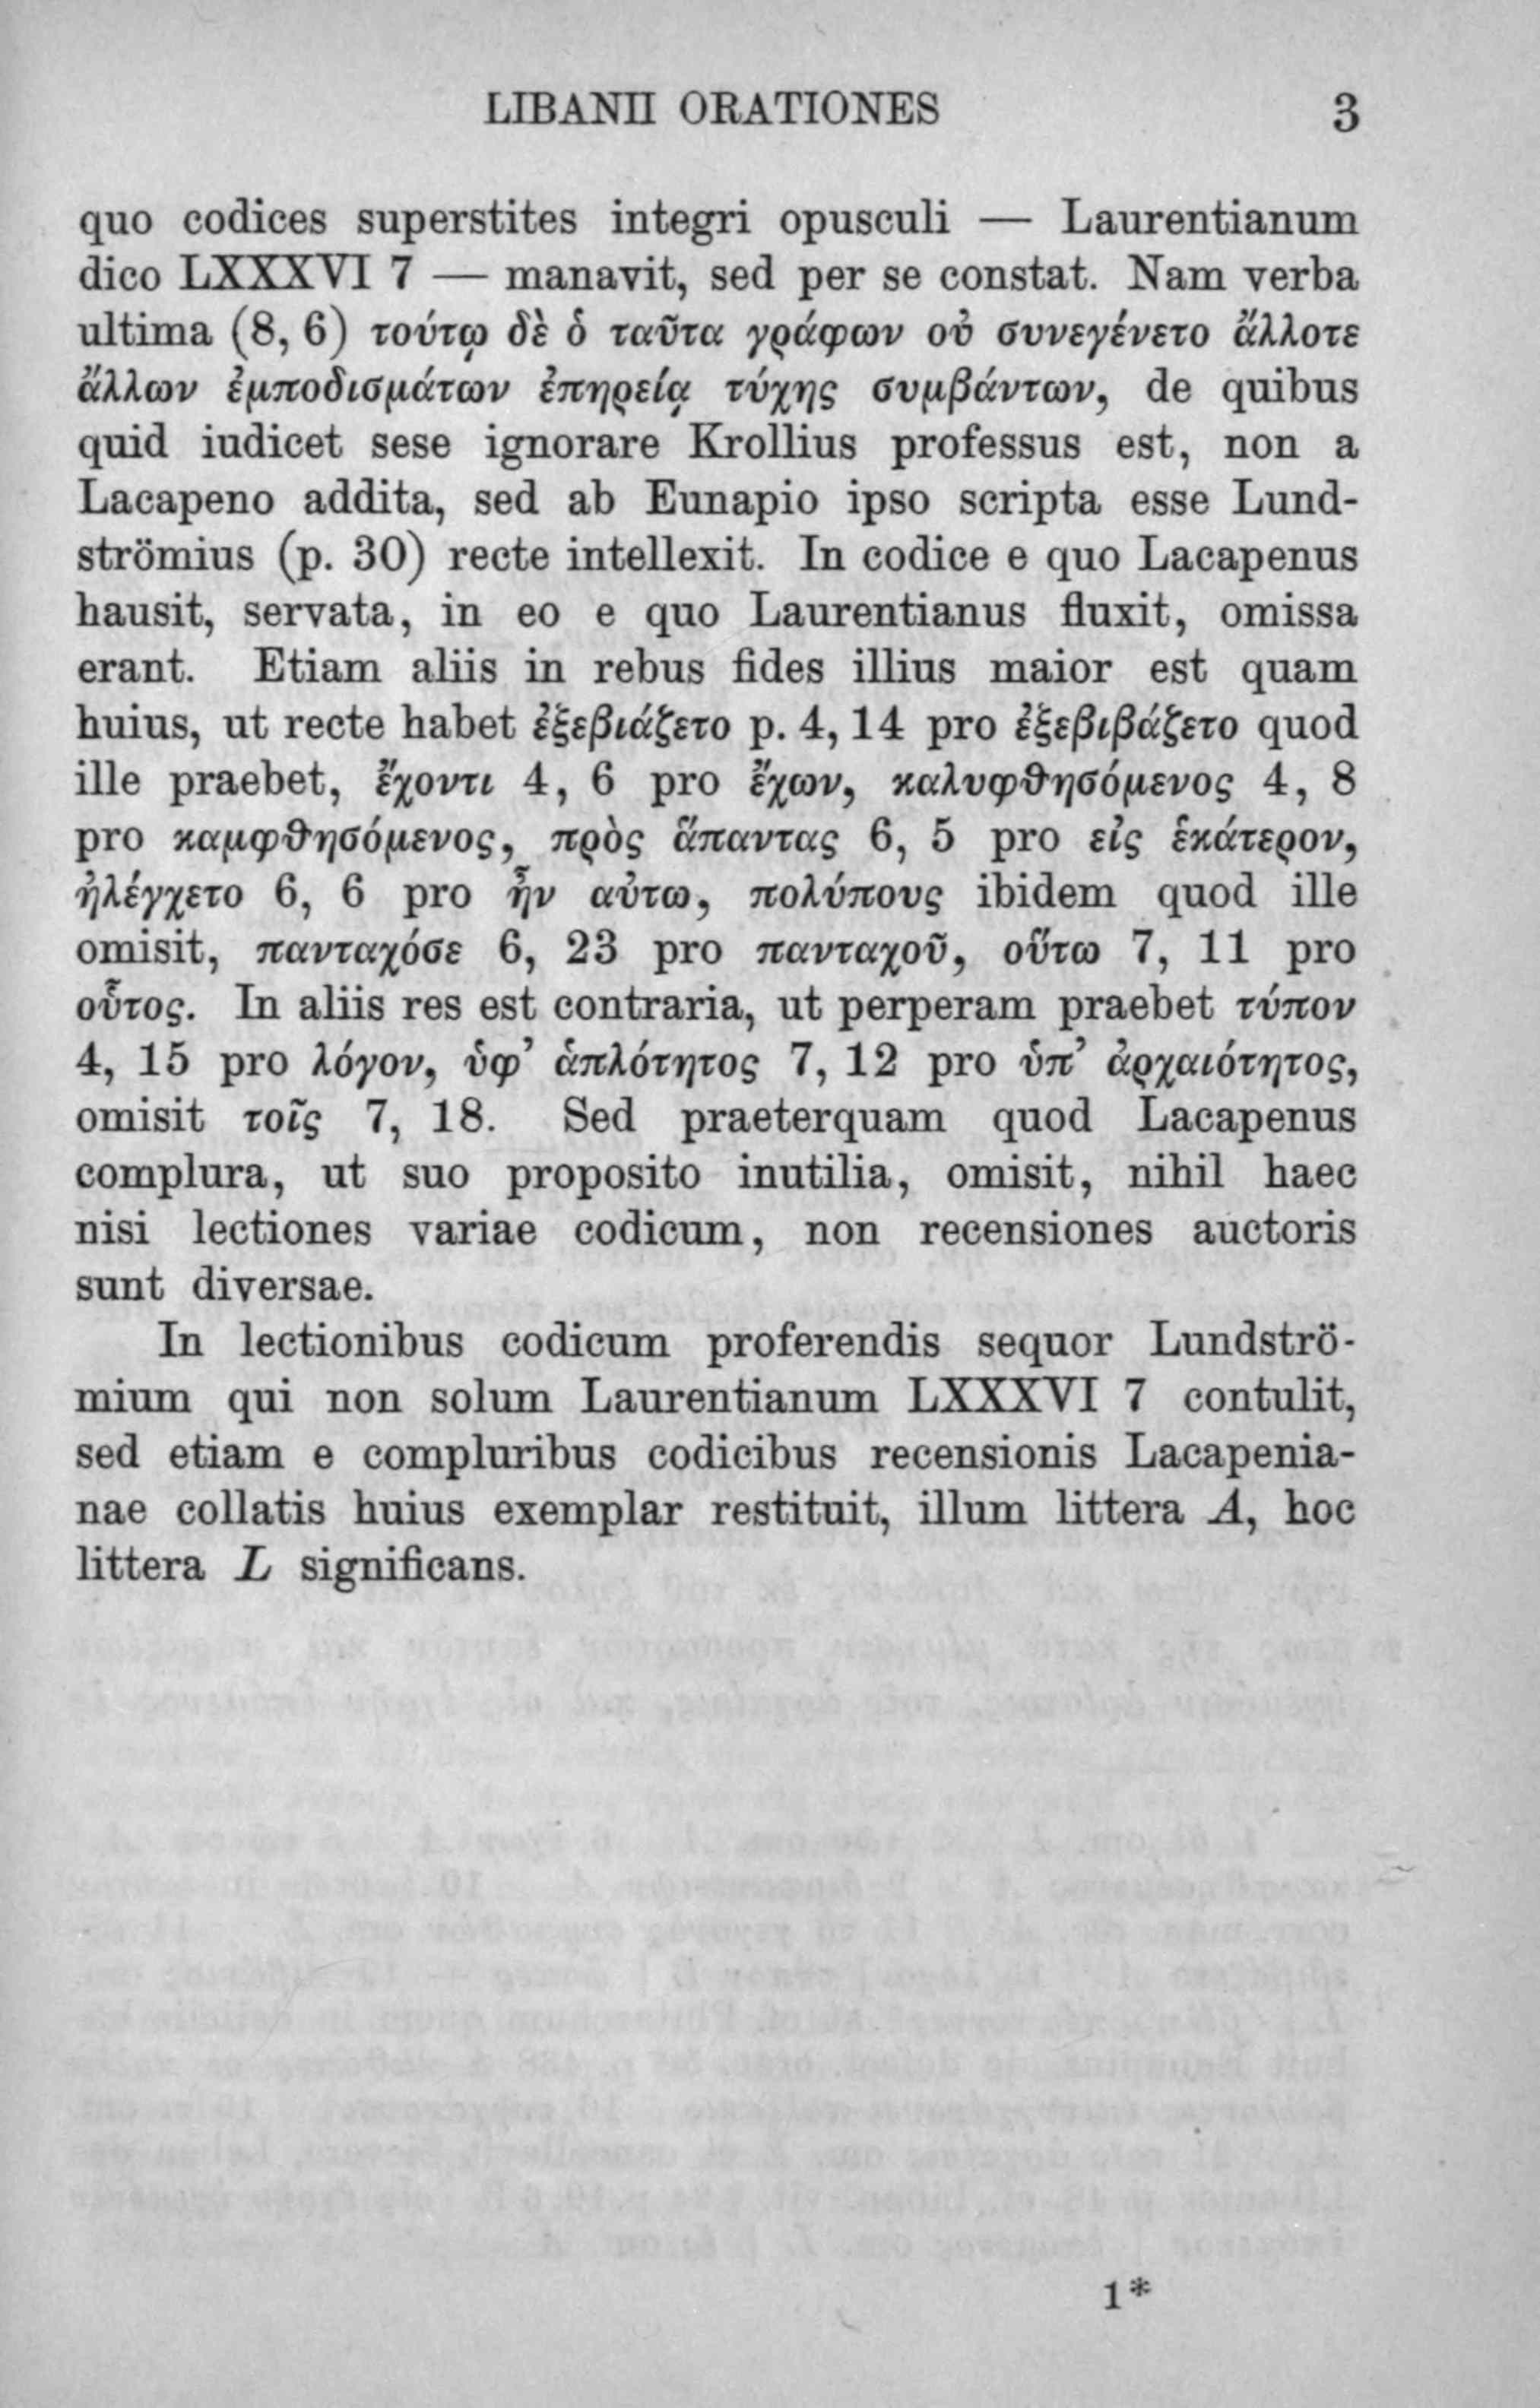 LIBANII ORATIONES 3
quo codices superstites integri opusculi — Laurentianum
dico LXXXVI 7 — manavit, sed per se constat. Nam verba
ultima (8, 6) τούτῳ δὲ ὁ ταῦτα γράφων οὐ συνεγένετο ἄλλοτε
ἄλλων ἐμποδισμάτων ἐπηρείᾳ τύχης συμβάντων, de quibus
quid iudicet sese ignorare Krollius professus est, non a
Lacapeno addita, sed ab Eunapio ipso scripta esse Lund-
strömius (p. 30) recte intellexit. In codice e quo Lacapenus
hausit, servata, in eo e quo Laurentianus fluxit, omissa
erant. Etiam aliis in rebus fides illius maior est quam
huius, ut recte habet ἐξεβιάζετο p. 4, 14 pro ἐξεβιβάζετο quod
ille praebet, ἔχοντι 4, 6 pro ἔχων, καλυφθησόμενος 4, 8
pro καμφθησόμενος, πρὸς ἅπαντας 6, 5 pro εἰς ἑκάτερον,
ἠλέγχετο 6, 6 pro ἦν αὐτω, πολύπους ibidem quod ille
omisit, πανταχόσε 6, 23 pro πανταχοῦ, οὕτω 7, 11 pro
οὗτος. In aliis res est contraria, ut perperam praebet τύπον
4, 15 pro λόγον, ὑφ’ ἁπλότητος 7, 12 pro ὑπ’ ἀρχαιότητος,
omisit τοῖς 7, 18. Sed praeterquam quod Lacapenus
complura, ut suo proposito inutilia, omisit, nihil haec
nisi lectiones variae codicum, non recensiones auctoris
sunt diversae.
In lectionibus codicum proferendis sequor Lundströ-
mium qui non solum Laurentianum LXXXVI 7 contulit,
sed etiam e compluribus codicibus recensionis Lacapenia-
nae collatis huius exemplar restituit, illum littera A, hoc
littera L significans.
1*